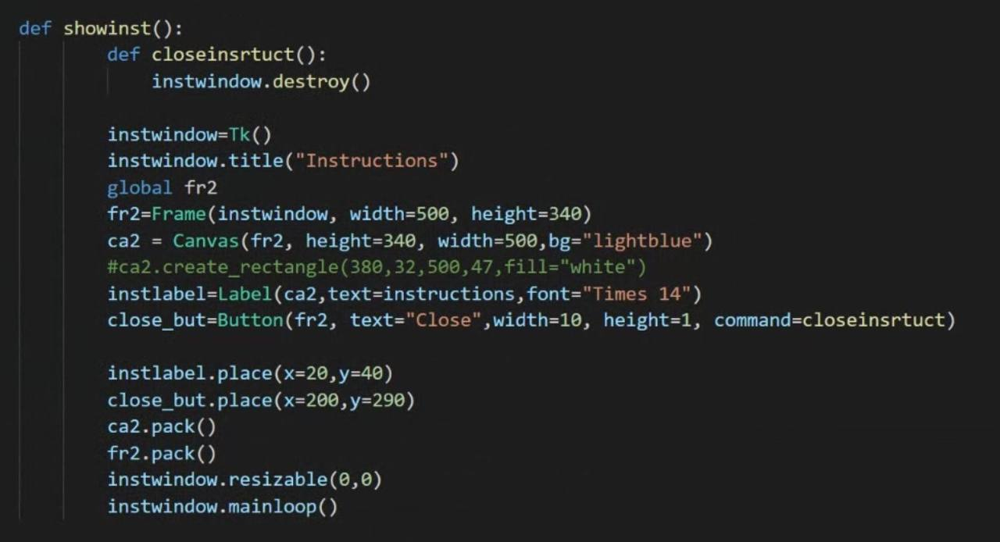 def showinst():
        def closeinsrtuct():
            instwindow.destroy()

        instwindow=Tk()
        instwindow.title("Instructions")
        global fr2
        fr2=Frame(instwindow, width=500, height=340)
        ca2 = Canvas(fr2, height=340, width=500,bg="lightblue")
        #ca2.create_rectangle(380,32,500,47,fill="white")
        instlabel=Label(ca2,text=instructions,font="Times 14")
        close_but=Button(fr2, text="Close",width=10, height=1, command=closeinsrtuct)

        instlabel.place(x=20,y=40)
        close_but.place(x=200,y=290)
        ca2.pack()
        fr2.pack()
        instwindow.resizable(0,0)
        instwindow.mainloop()